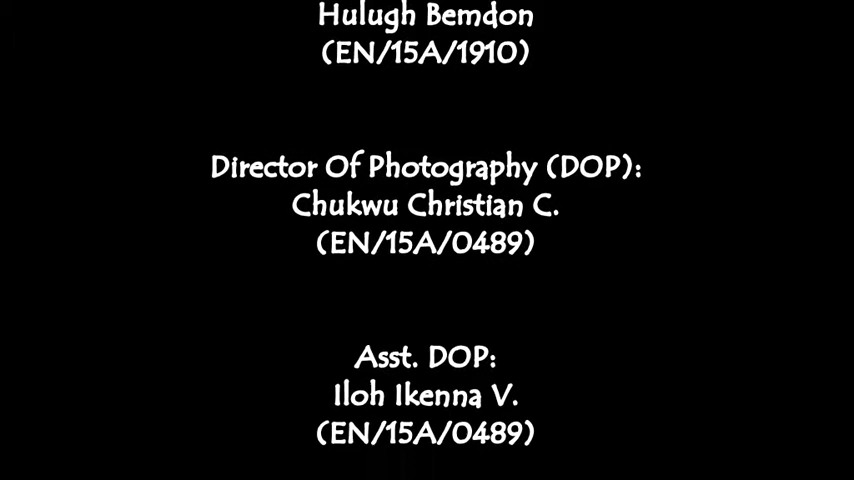 Hulugh Bemdon
(EN/15A/1910)
Director Of Photography (DOP):
Chukwu Christian C.
(EN/15A/0489)
Asst. DOP:
Iloh Ikenna V.
(EN/15A/0489)